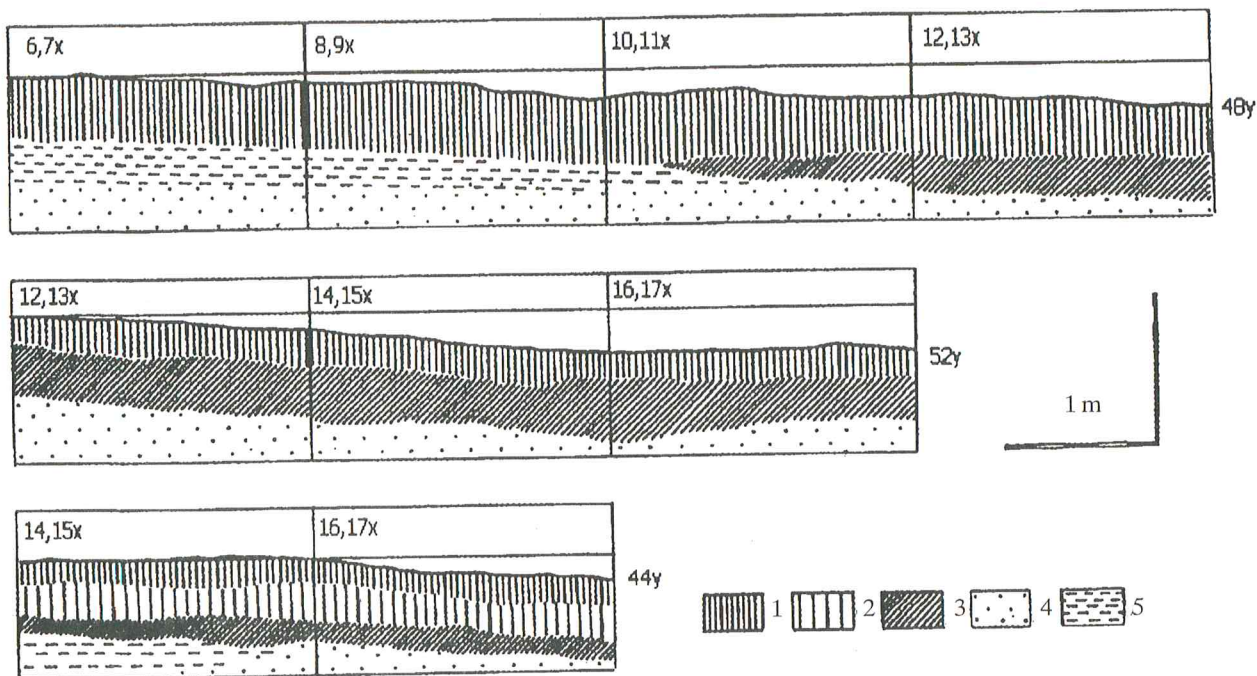 6,7x 8,9x 10,11x 12,13x
48y
12,13x 14,15x 16,17x
52y
1 m
14,15x 16,17x
44y
1 2 3 4 5